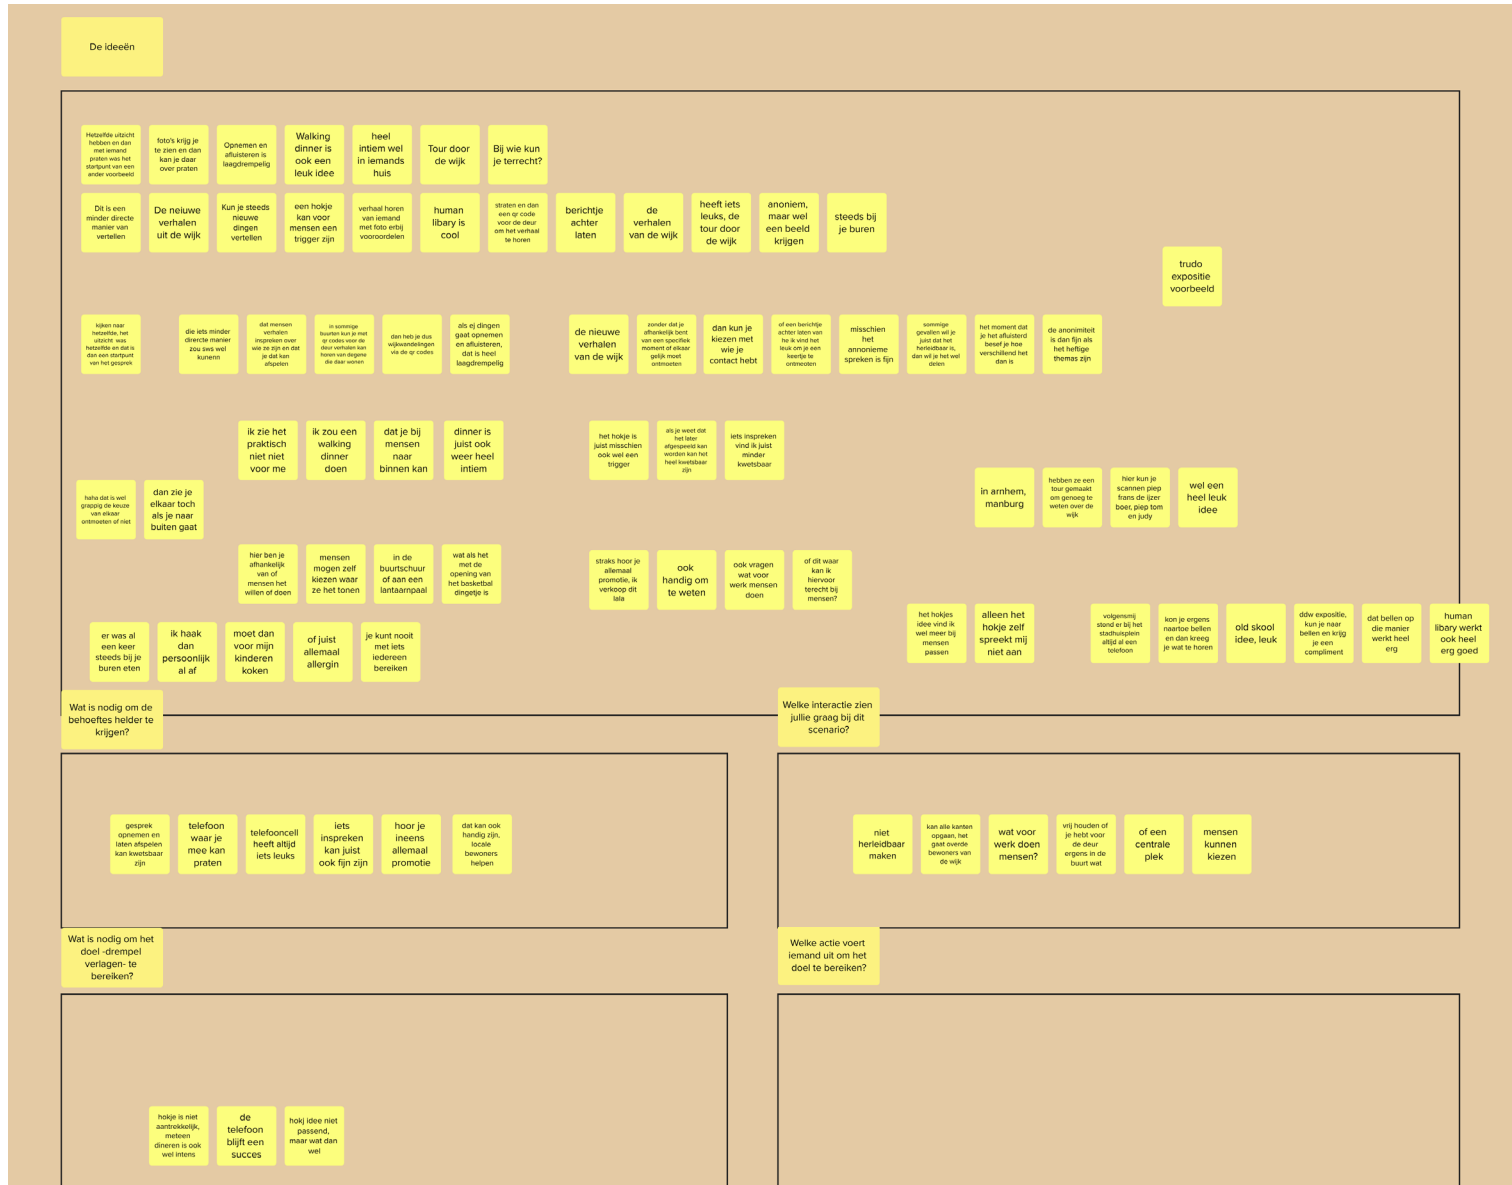 De ideeën
Hetzelfde uitzicht
hebben en dan
met iemand
praten was het
startpunt van een
ander voorbeeld
foto's krijg je
te zien en dan
kan je daar
over praten
Opnemen en
afluisteren is
laagdrempelig
Walking
dinner is
ook een
leuk idee
heel
intiem wel
in iemands
huis
Tour door
de wijk
Bij wie kun
je terrecht?
Dit is een
minder directe
manier van
vertellen
De neiuwe
verhalen
uit de wijk
Kun je steeds
nieuwe
dingen
vertellen
een hokje
kan voor
mensen een
trigger zijn
verhaal horen
van iemand
met foto erbij
vooroordelen
human
libary is
cool
straten en dan
een qr code
voor de deur
om het verhaal
te horen
berichtje
achter
laten
de
verhalen
van de wijk
heeft iets
leuks, de
tour door
de wijk
anoniem,
maar wel
een beeld
krijgen
steeds bij
je buren
trudo
expositie
voorbeeld
kijken naar
hetzelfde, het
uitzicht was
hetzelfde en dat is
dan een startpunt
van het gesprek
die iets minder
dircrte manier
zou sws wel
kunenn
dat mensen
verhalen
inspreken over
wie ze zijn en dat
je dat kan
afspelen
in sommige
buurten kun je met
qr codes voor de
deur verhalen kan
horen van degene
die daar wonen
dan heb je dus
wijkwandelingen
via de qr codes
als ej dingen
gaat opnemen
en afluisteren,
dat is heel
laagdrempelig
de nieuwe
verhalen
van de wijk
zonder dat je
afhankelijk bent
van een specifiek
moment of elkaar
gelijk moet
ontmoeten
dan kun je
kiezen met
wie je
contact hebt
of een berichtje
achter laten van
he ik vind het
leuk om je een
keertje te
ontmeoten
misschien
het
annonieme
spreken is fijn
sommige
gevallen wil je
juist dat het
herleidbaar is,
dan wil je het wel
delen
het moment dat
je het afluisterd
besef je hoe
verschillend het
dan is
de anonimiteit
is dan fijn als
het heftige
themas zijn
ik zie het
praktisch
niet niet
voor me
ik zou een
walking
dinner
doen
dat je bij
mensen
naar
binnen kan
dinner is
juist ook
weer heel
intiem
het hokje is
juist misschien
ook wel een
trigger
als je weet dat
het later
afgespeeld kan
worden kan het
heel kwetsbaar
zijn
iets inspreken
vind ik juist
minder
kwetsbaar
haha dat is wel
grappig de keuze
van elkaar
ontmoeten of niet
dan zie je
elkaar toch
als je naar
buiten gaat
in arnhem,
manburg
hebben ze een
tour gemaakt
om genoeg te
weten over de
wijk
hier kun je
scannen piep
frans de ijzer
boer, piep tom
en judy
wel een
heel leuk
idee
hier ben je
afhankelijk
van of
mensen het
willen of doen
mensen
mogen zelf
kiezen waar
ze het tonen
in de
buurtschuur
of aan een
lantaarnpaal
wat als het
met de
opening van
het basketbal
dingetje is
straks hoor je
allemaal
promotie, ik
verkoop dit
lala
ook
handig om
te weten
ook vragen
wat voor
werk mensen
doen
of dit waar
kan ik
hiervoor
terecht bij
mensen?
het hokjes
idee vind ik
wel meer bij
mensen
passen
alleen het
hokje zelf
spreekt mij
niet aan
volgensmij
stond er bij het
stadhuisplein
altijd al een
telefoon
kon je ergens
naartoe bellen
en dan kreeg
je wat te horen
old skool
idee, leuk
ddw expositie,
kun je naar
bellen en krijg
je een
compliment
dat bellen op
die manier
werkt heel
erg
human
libary werkt
ook heel
erg goed
er was al
een keer
steeds bij je
buren eten
ik haak
dan
persoonlijk
al af
moet dan
voor mijn
kinderen
koken
of juist
allemaal
allergin
je kunt nooit
met iets
iedereen
bereiken
Wat is nodig om de
behoeftes helder te
krijgen?
Welke interactie zien
jullie graag bij dit
scenario?
gesprek
opnemen en
laten afspelen
kan kwetsbaar
zijn
telefoon
waar je
mee kan
praten
telefooncell
heeft altijd
iets leuks
iets
inspreken
kan juist
ook fijn zijn
hoor je
ineens
allemaal
promotie
dat kan ook
handig zijn,
locale
bewoners
helpen
niet
herleidbaar
maken
kan alle kanten
opgaan, het
gaat overde
bewoners van
de wijk
wat voor
werk doen
mensen?
vrij houden of
je hebt voor
de deur
ergens in de
buurt wat
of een
centrale
plek
mensen
kunnen
kiezen
Wat is nodig om het
doel -drempel
verlagen- te
bereiken?
Welke actie voert
iemand uit om het
doel te bereiken?
hokje is niet
aantrekkelijk,
meteen
dineren is ook
wel intens
de
telefoon
blijft een
succes
hokj idee niet
passend,
maar wat dan
wel